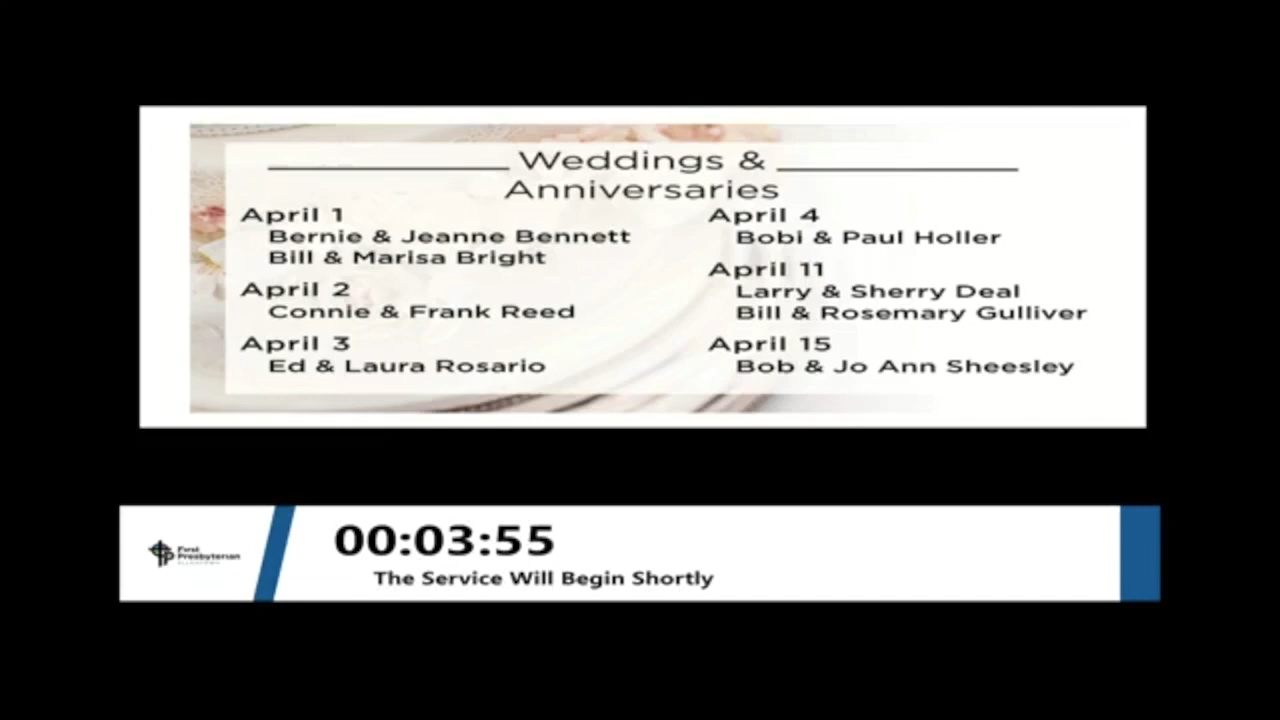 Weddings &
Anniversaries
April 1
Bernie & Jeanne Bennett
Bill & Marisa Bright
April 2
Connie & Frank Reed
April 3
Ed & Laura Rosario
April 4
Bobi & Paul Holler
April 11
Larry & Sherry Deal
Bill & Rosemary Gulliver
April 15
Bob & Jo Ann Sheesley
00:03:55
The Service Will Begin Shortly
First
Presbyterian